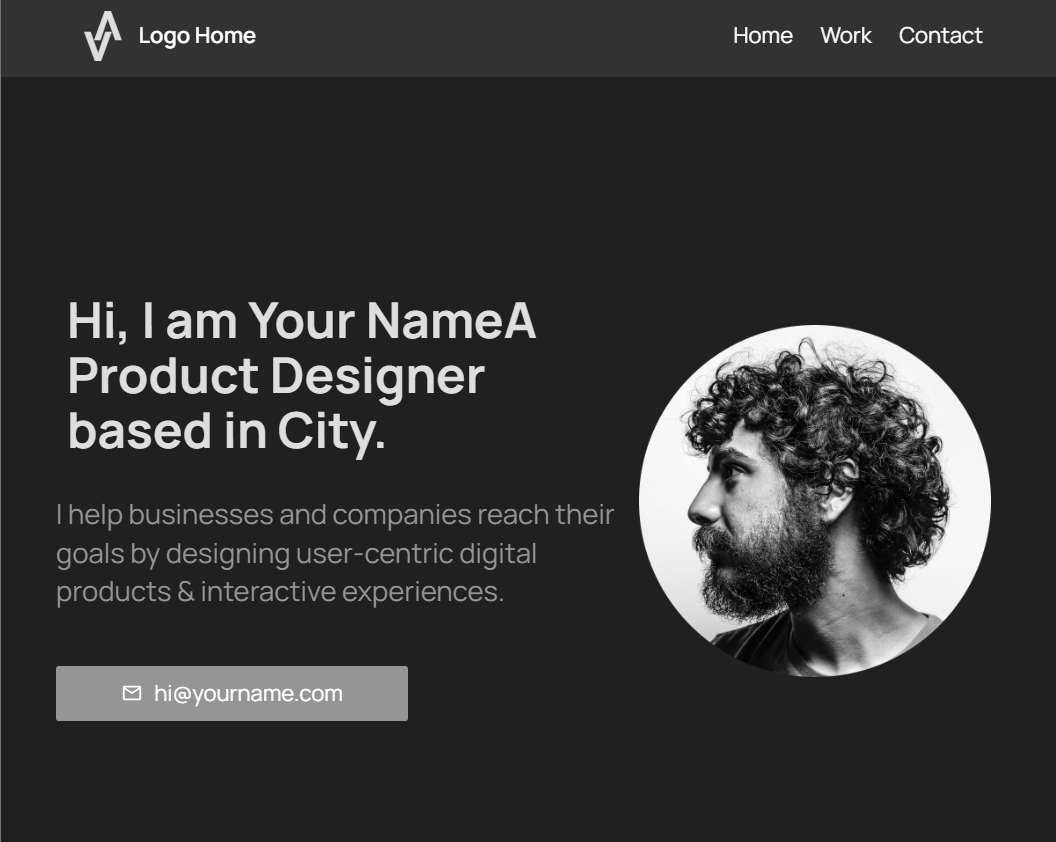 Logo Home
Home Work Contact
Hi, I am Your NameA
Product Designer
based in City.
I help businesses and companies reach their
goals by designing user-centric digital
products & interactive experiences.
hi@yourname.com